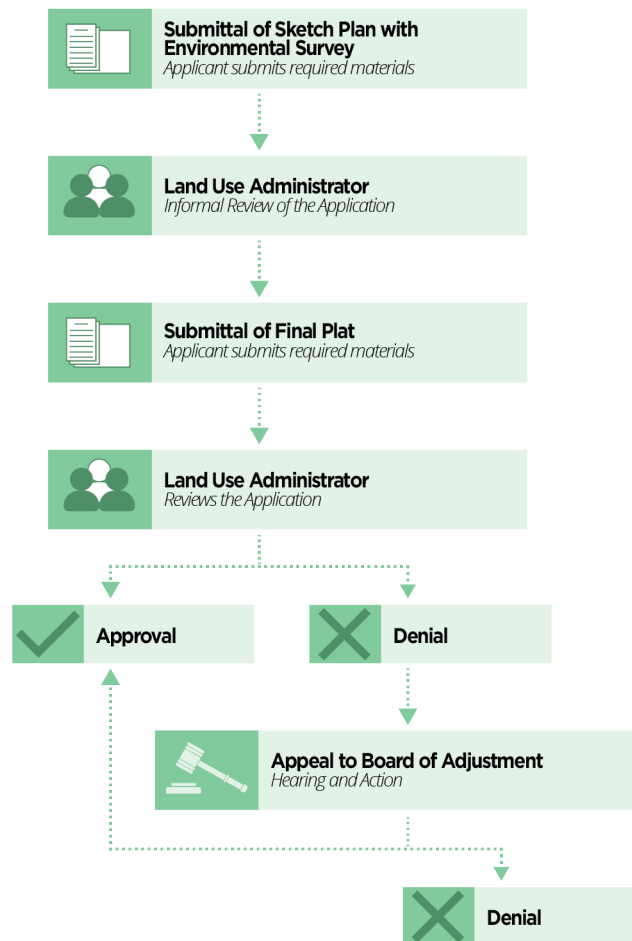 Submittal of Sketch Plan with
Environmental Survey
Applicant submits required materials
Land Use Administrator
Informal Review of the Application
Submittal of Final Plat
Applicant submits required materials
Land Use Administrator
Reviews the Application
Approval
Denial
Appeal to Board of Adjustment
Hearing and Action
Denial